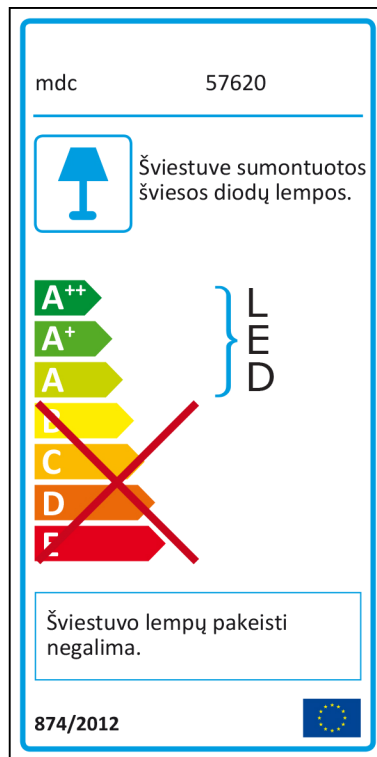 mdc 57620
Šviestuve sumontuotos
šviesos diodų lempos.
A++
A+
A
B
C
D
E
L
E
D
Šviestuvo lempų pakeisti
negalima.
874/2012